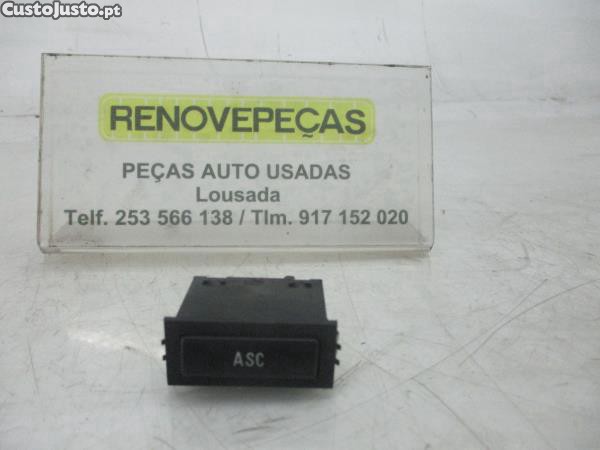 CustoJusto.pt
RENOVEPEÇAS
PEÇAS AUTO USADAS
Lousada
Telf. 253 566 138 / Tlm. 917 152 020
ASC